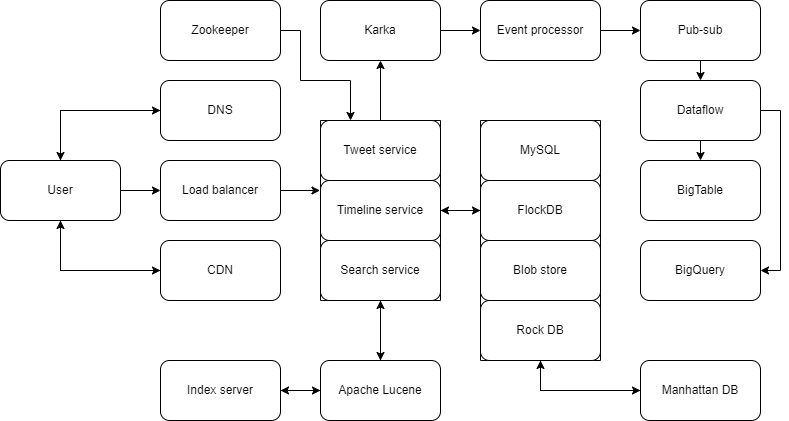 Zookeeper
Karka
Event processor
Pub-sub
DNS
Dataflow
Tweet service
MySQL
User
Load balancer
Timeline service
FlockDB
BigTable
CDN
Search service
Blob store
BigQuery
Rock DB
Index server
Apache Lucene
Manhattan DB